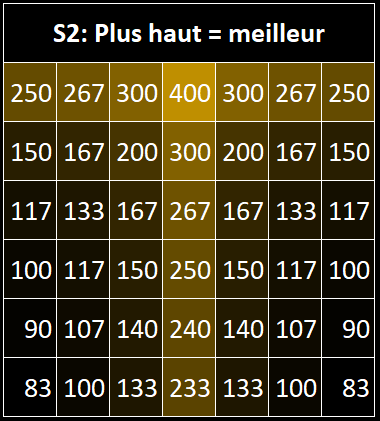 S2: Plus haut = meilleur
250 267 300 400 300 267 250
150 167 200 300 200 167 150
117 133 167 267 167 133 117
100 117 150 250 150 117 100
90 107 140 240 140 107 90
83 100 133 233 133 100 83